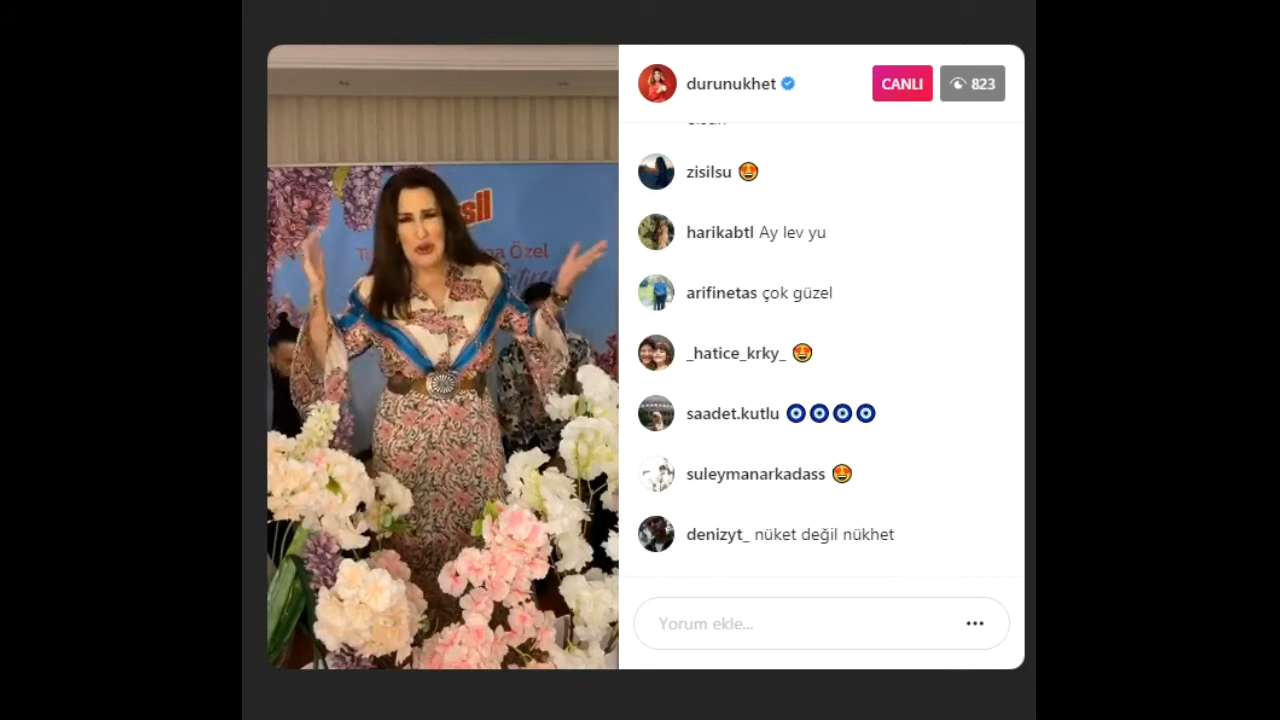 durunukhet
CANLI
823
zisilsu 😍
harikabtl Ay lev yu
arifinetas çok güzel
_hatice_krky_ 😍
saadet.kutlu 🧿🧿🧿🧿
suleymanarkadass 😍
denizyt_ nüket değil nükhet
Yorum ekle...
Özel